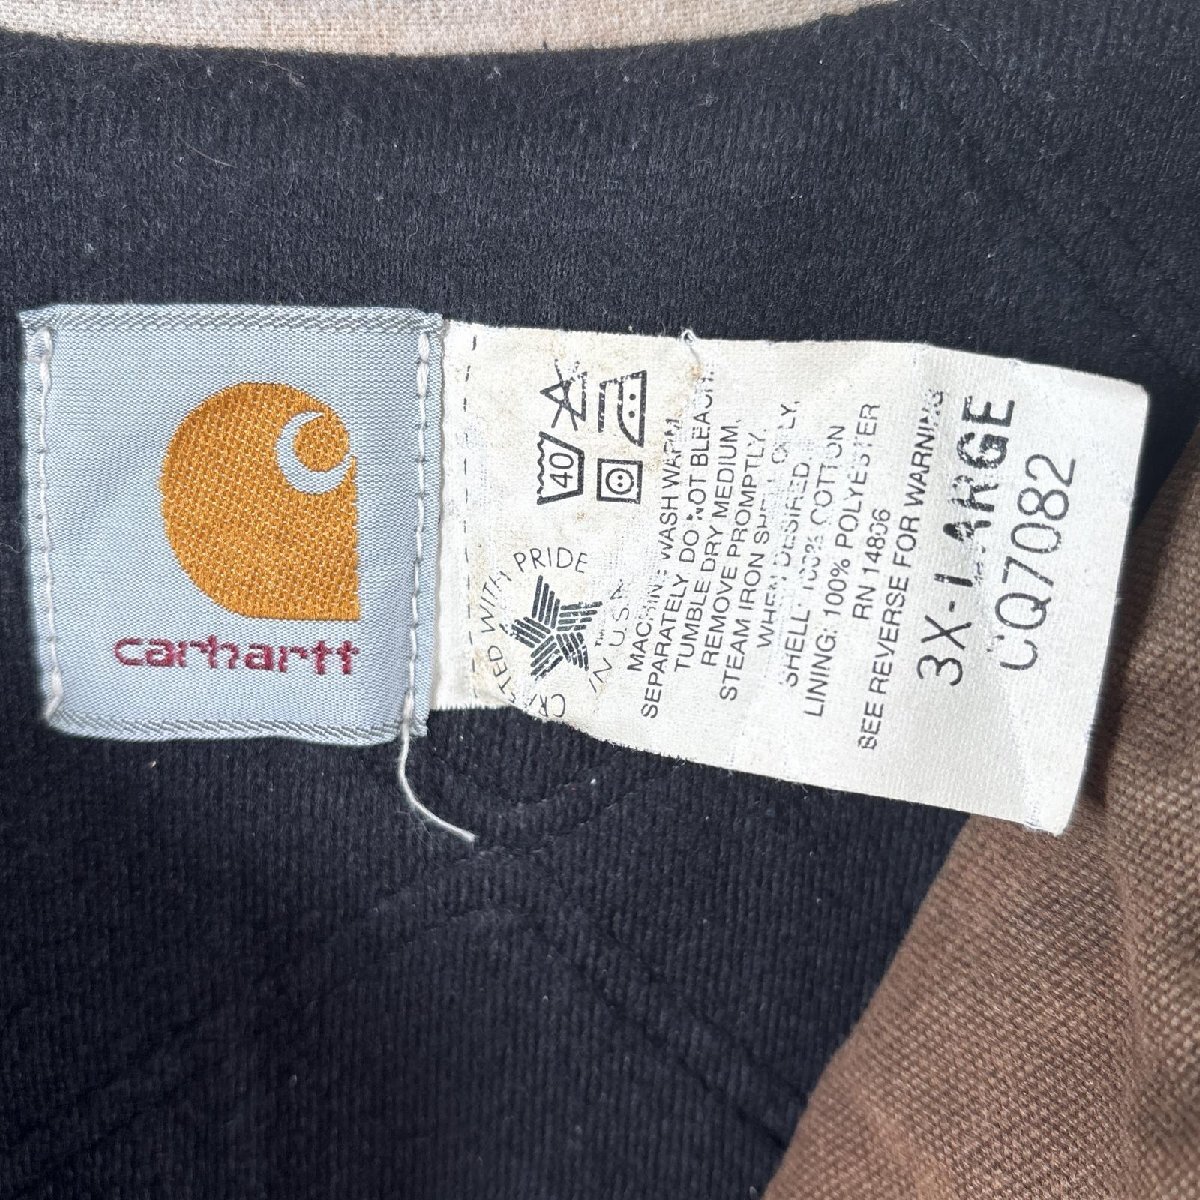 carhartt
40
CRAFTED WITH PRIDE
IN U.S.A.
™
MACHINE WASH WARM
SEPARATELY DO NOT BLEACH.
TUMBLE DRY MEDIUM.
REMOVE PROMPTLY.
STEAM IRON SHELL ONLY,
WHEN DESIRED.
SHELL 100% COTTON
LINING: 100% POLYESTER
RN 14806
SEE REVERSE FOR WARNING
3X-LARGE
CQ7082